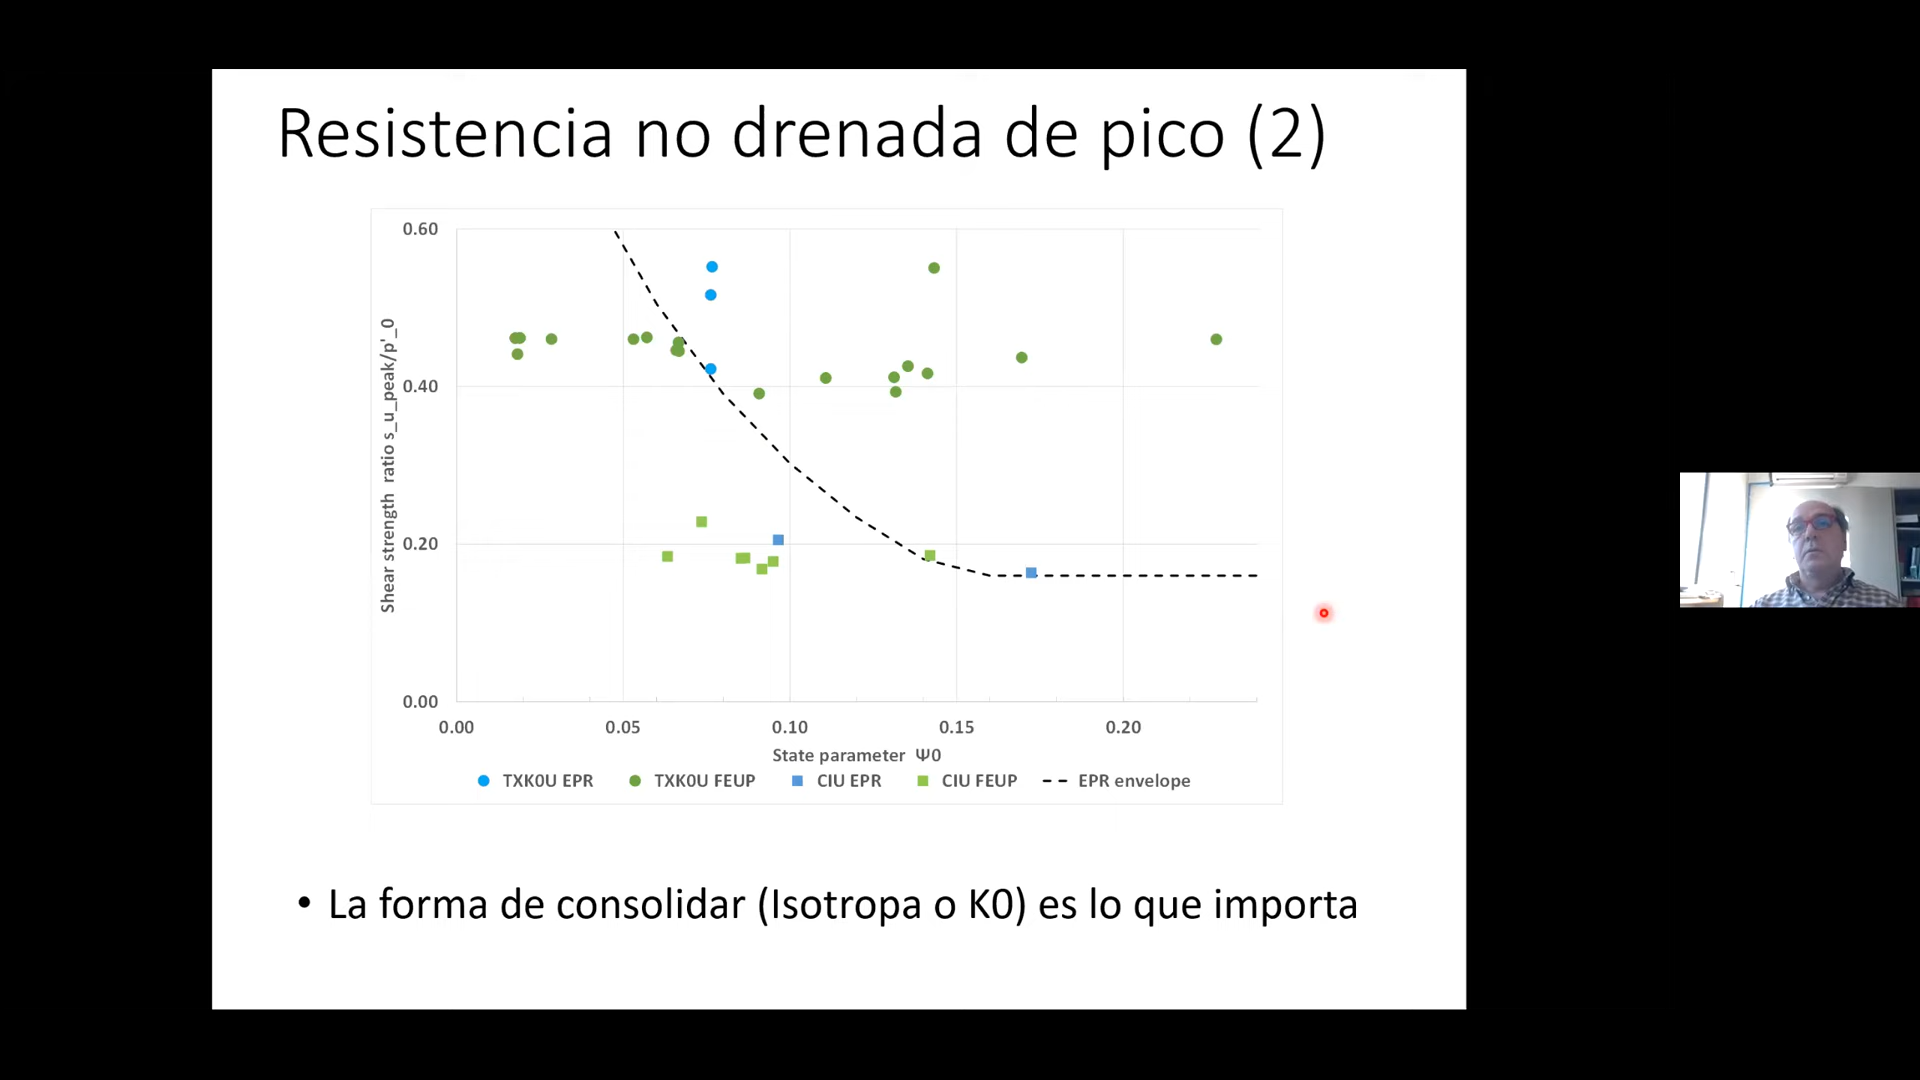 Resistencia no drenada de pico (2)
0.60
0.40
0.20
0.00
Shear strength ratio s_u_peak/p'_0
0.00 0.05 0.10 0.15 0.20
State parameter Ψ0
TXK0U EPR TXK0U FEUP CIU EPR CIU FEUP EPR envelope
• La forma de consolidar (Isotropa o K0) es lo que importa